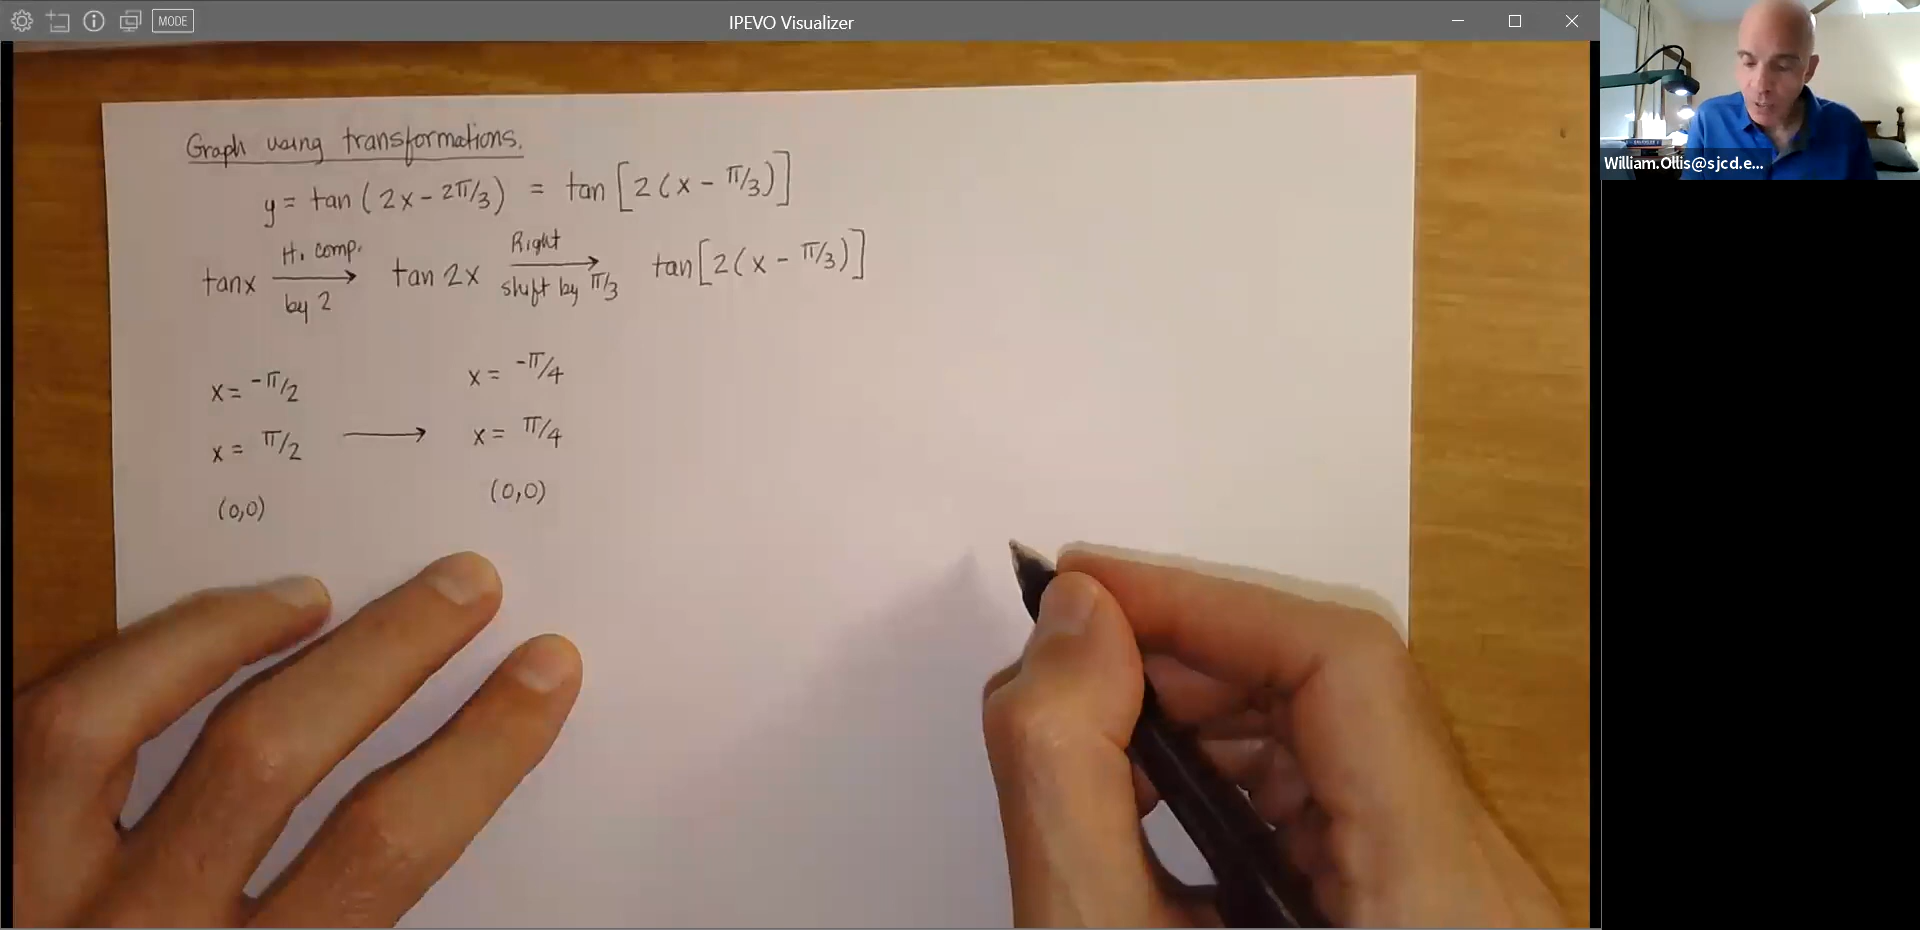 MODE
IPEVO Visualizer
William.Ollis@sjcd.e...
Graph using transformations.
y = tan(2x - 2π/3) = tan[2(x - π/3)]
tanx H. comp. by 2 → tan 2x Right shift by π/3 → tan[2(x - π/3)]
x = -π/2 x = -π/4
x = π/2 → x = π/4
(0,0) (0,0)